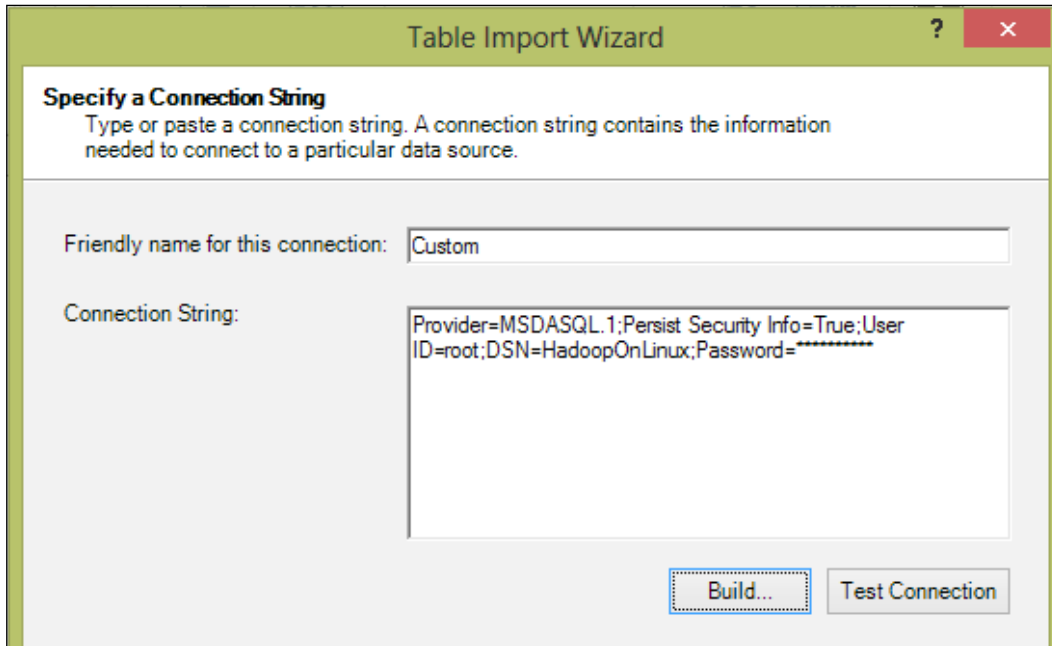 Table Import Wizard
?
Specify a Connection String
Type or paste a connection string. A connection string contains the information
needed to connect to a particular data source.
Friendly name for this connection:
Custom
Connection String:
Provider=MSDASQL.1;Persist Security Info=True;User
ID=root;DSN=HadoopOnLinux;Password=**********
Build...
Test Connection